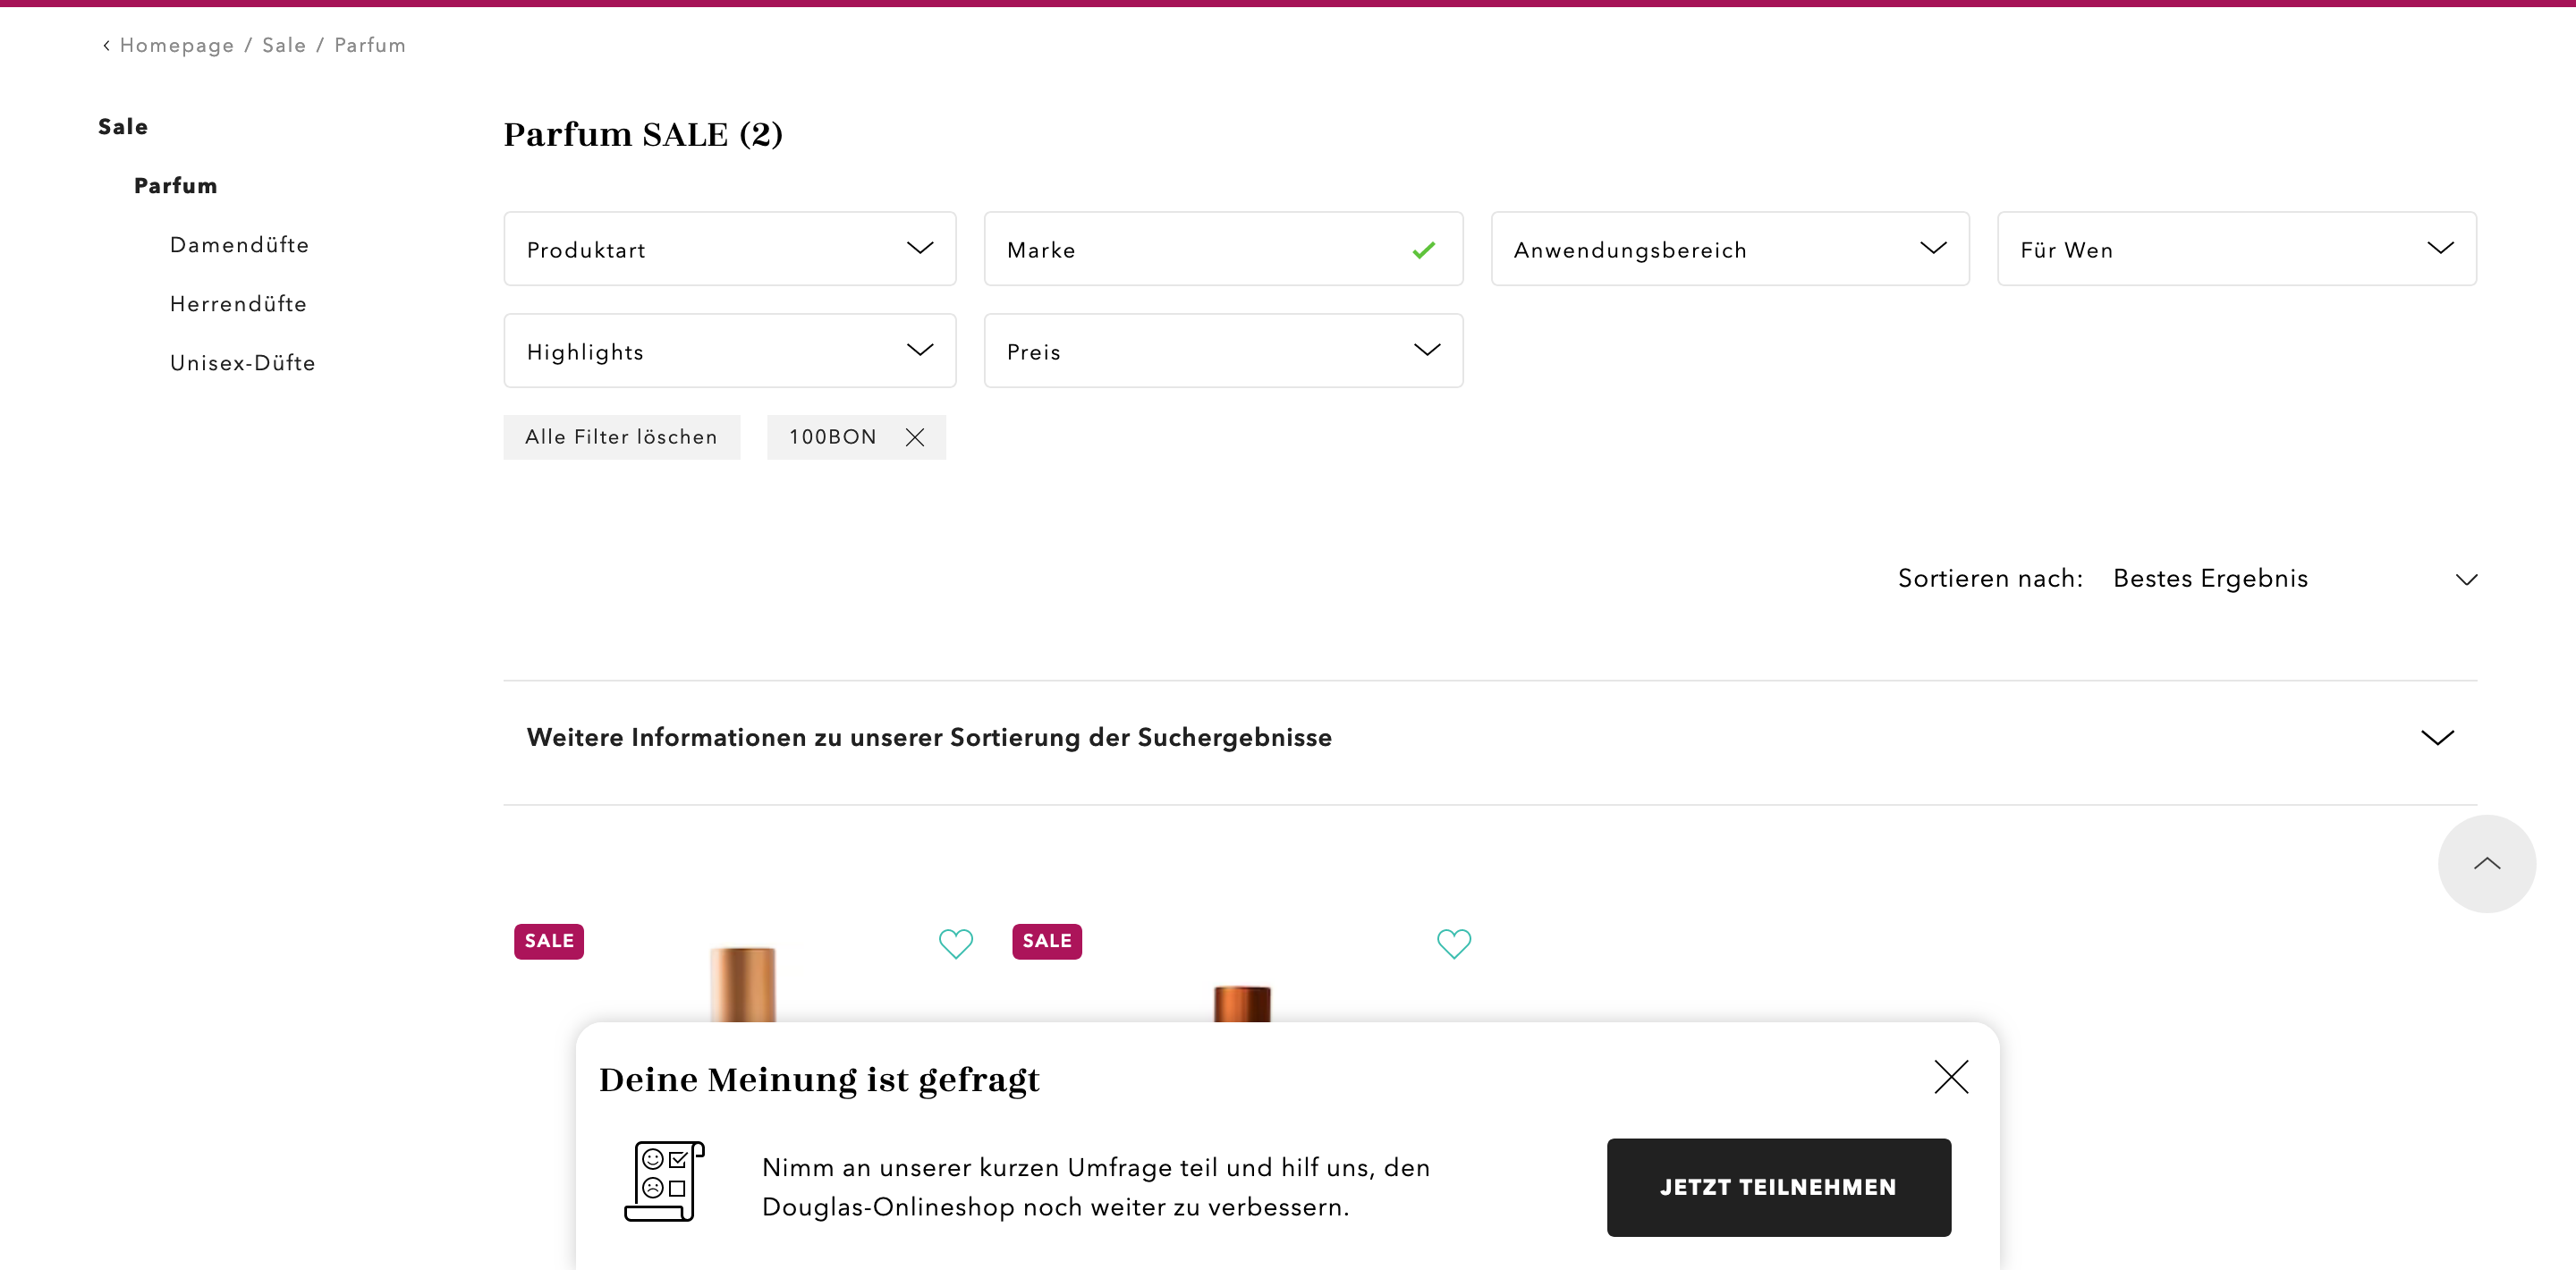 Homepage / Sale / Parfum
Sale
Parfum
Damendüfte
Herrendüfte
Unisex-Düfte
Parfum SALE (2)
Produktart
Marke
Anwendungsbereich
Für Wen
Highlights
Preis
Alle Filter löschen
100BON
Sortieren nach: Bestes Ergebnis
Weitere Informationen zu unserer Sortierung der Suchergebnisse
SALE
SALE
Deine Meinung ist gefragt
Nimm an unserer kurzen Umfrage teil und hilf uns, den
Douglas-Onlineshop noch weiter zu verbessern.
JETZT TEILNEHMEN